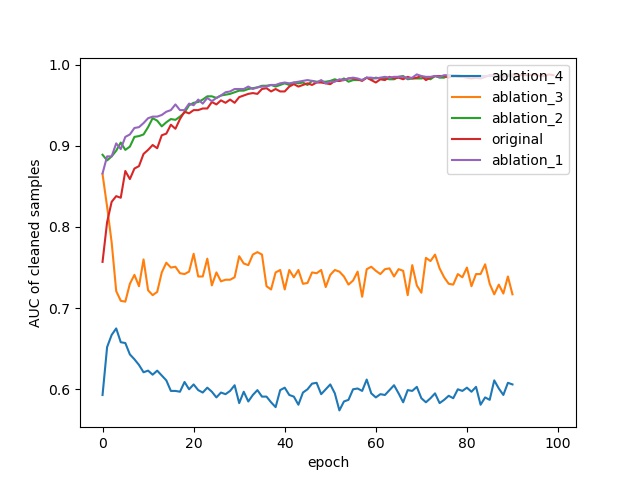 1.0
0.9
0.8
0.7
0.6
AUC of cleaned samples
ablation_4
ablation_3
ablation_2
original
ablation_1
0 20 40 60 80 100
epoch